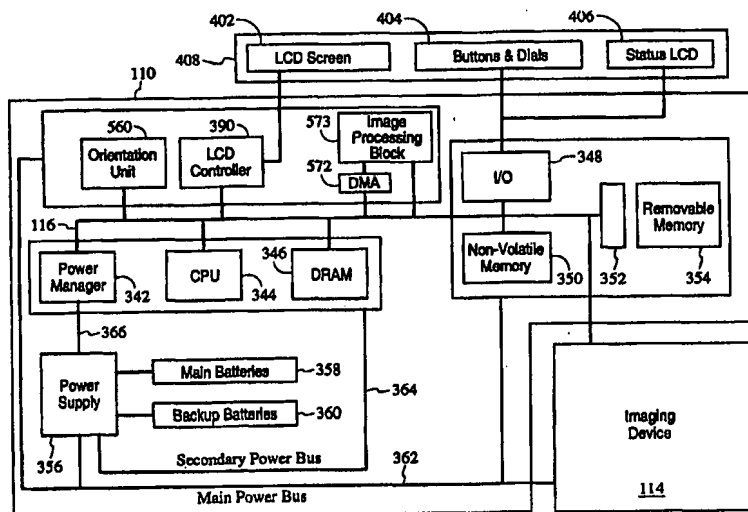 402
404
406
408
LCD Screen
Buttons & Dials
Status LCD
110
560
390
573
Image
Processing
Block
Orientation
Unit
LCD
Controller
572
DMA
I/O
348
Removable
Memory
116
346
Non-Volatile
Memory
350
352
354
Power
Manager
342
CPU
344
DRAM
366
Power
Supply
Main Batteries
358
Backup Batteries
360
364
Imaging
Device
356
Secondary Power Bus
362
Main Power Bus
114